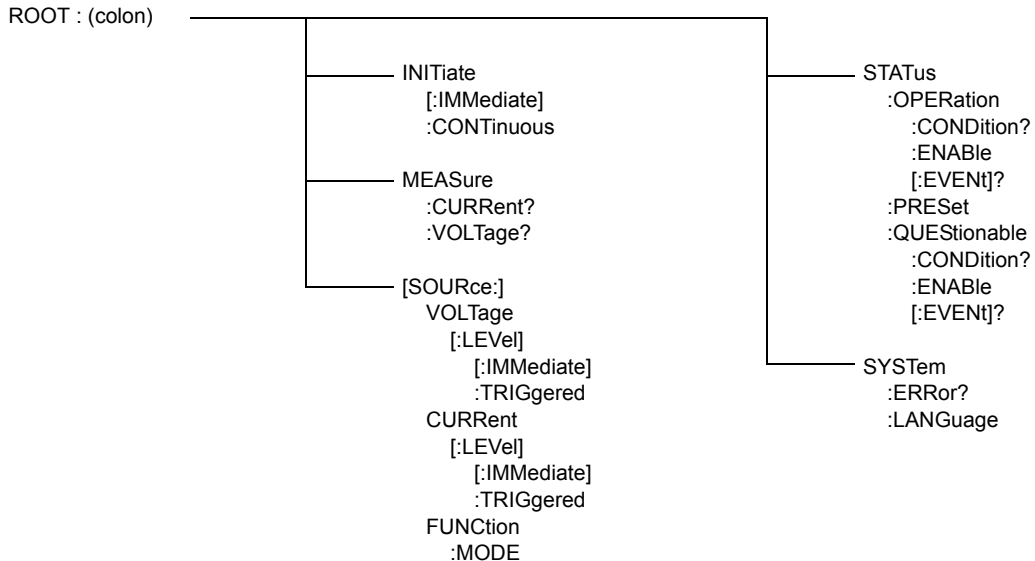 ROOT : (colon)
INITiate
[:IMMediate]
:CONTinuous
MEASure
:CURRent?
:VOLTage?
[SOURce:]
VOLTage
[:LEVel]
[:IMMediate]
:TRIGgered
CURRent
[:LEVel]
[:IMMediate]
:TRIGgered
FUNCtion
:MODE
STATus
:OPERation
:CONDition?
:ENABle
[:EVENt]?
:PRESet
:QUEStionable
:CONDition?
:ENABle
[:EVENt]?
SYSTem
:ERRor?
:LANGuage